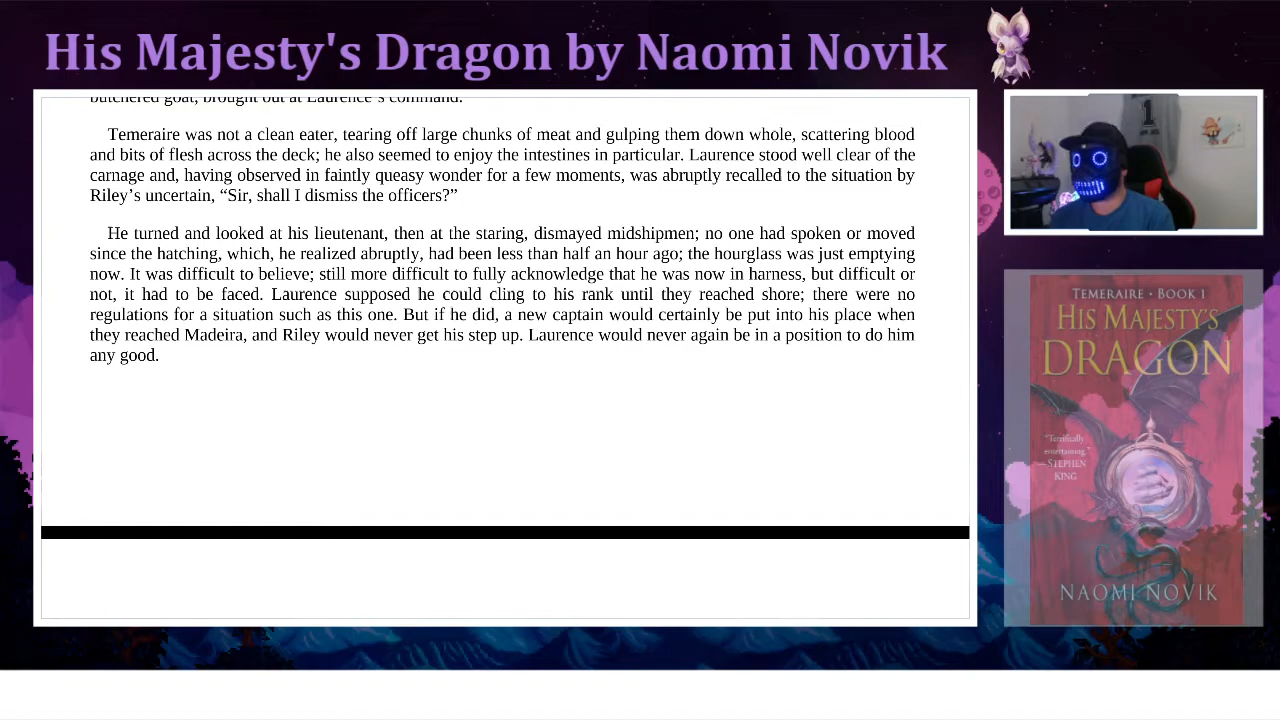 His Majesty's Dragon by Naomi Novik
butchered goat, brought out at Laurence’s command.
Temeraire was not a clean eater, tearing off large chunks of meat and gulping them down whole, scattering blood
and bits of flesh across the deck; he also seemed to enjoy the intestines in particular. Laurence stood well clear of the
carnage and, having observed in faintly queasy wonder for a few moments, was abruptly recalled to the situation by
Riley’s uncertain, “Sir, shall I dismiss the officers?”
He turned and looked at his lieutenant, then at the staring, dismayed midshipmen; no one had spoken or moved
since the hatching, which, he realized abruptly, had been less than half an hour ago; the hourglass was just emptying
now. It was difficult to believe; still more difficult to fully acknowledge that he was now in harness, but difficult or
not, it had to be faced. Laurence supposed he could cling to his rank until they reached shore; there were no
regulations for a situation such as this one. But if he did, a new captain would certainly be put into his place when
they reached Madeira, and Riley would never get his step up. Laurence would never again be in a position to do him
any good.
1
TEMERAIRE • BOOK 1
HIS MAJESTY'S
DRAGON
"Terrifically
entertaining."
—STEPHEN
KING
NAOMI NOVIK